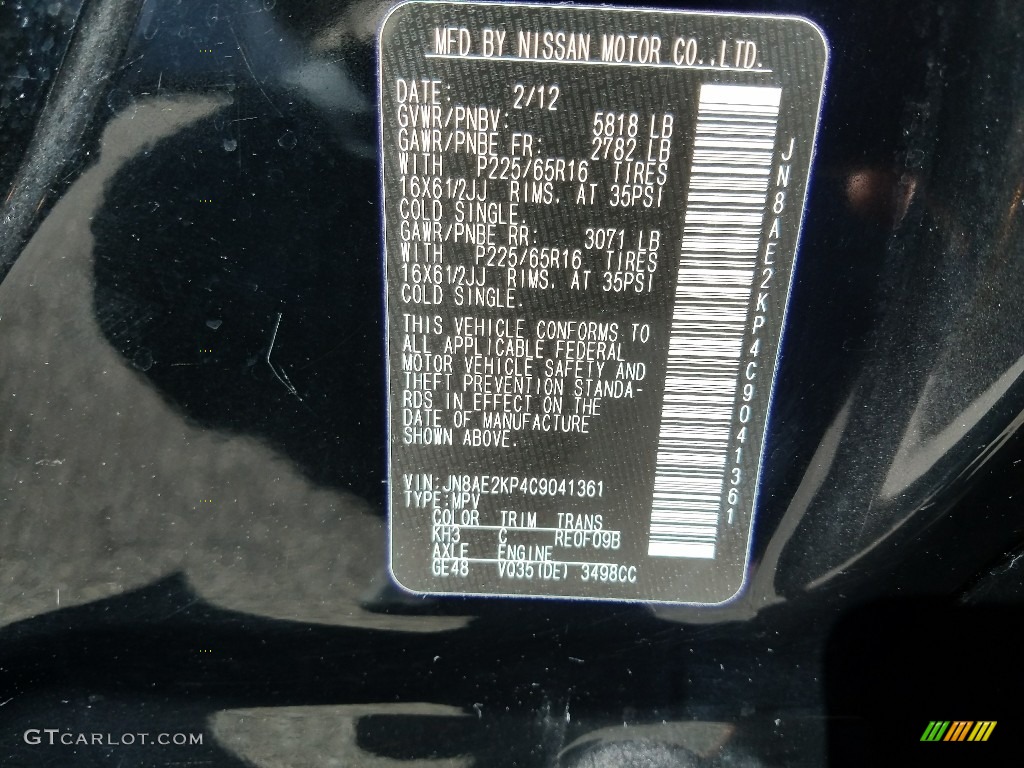 MFD BY NISSAN MOTOR CO.,LTD.
DATE: 2/12
GVWR/PNBV: 5818 LB
GAWR/PNBE FR: 2782 LB
WITH P225/65R16 TIRES
16X61/2JJ RIMS. AT 35PSI
COLD SINGLE.
GAWR/PNBE RR: 3071 LB
WITH P225/65R16 TIRES
16X61/2JJ RIMS. AT 35PSI
COLD SINGLE.
THIS VEHICLE CONFORMS TO
ALL APPLICABLE FEDERAL
MOTOR VEHICLE SAFETY AND
THEFT PREVENTION STANDA-
RDS IN EFFECT ON THE
DATE OF MANUFACTURE
SHOWN ABOVE.
VIN:JN8AE2KP4C9041361
TYPE:MPV
COLOR TRIM TRANS
KH3 C RE0F09B
AXLE ENGINE
GE48 VQ35(DE) 3498CC
JN8AE2KP4C9041361
GTCARLOT.COM